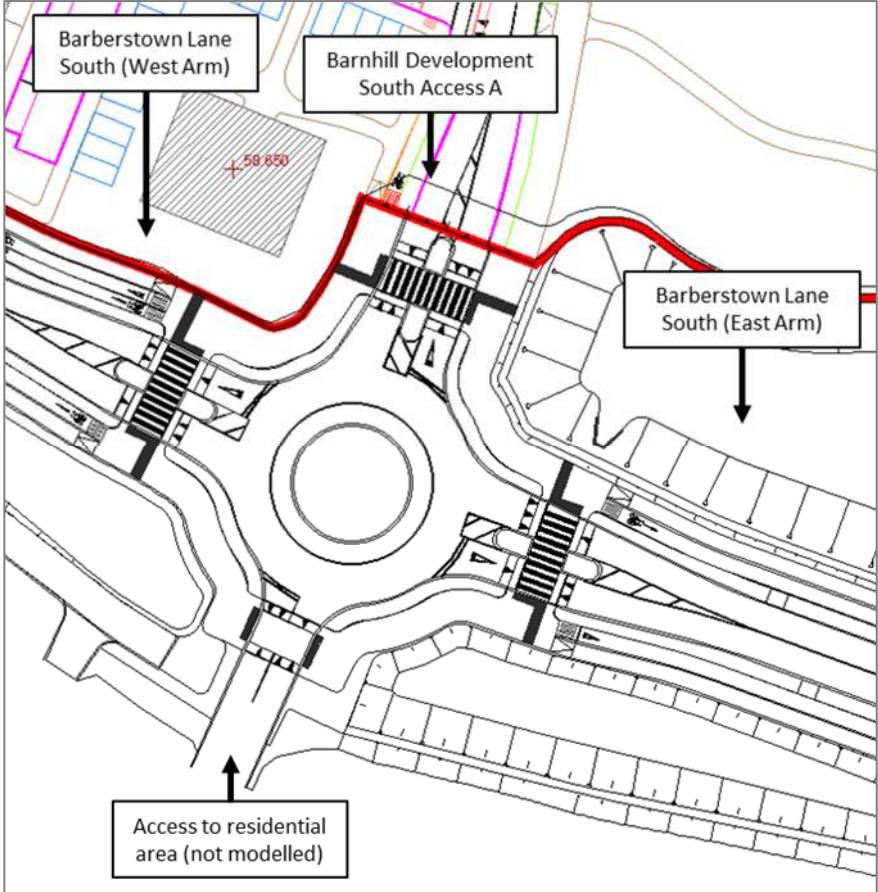 Barberstown Lane
South (West Arm)
Barnhill Development
South Access A
58.650
Barberstown Lane
South (East Arm)
Access to residential
area (not modelled)